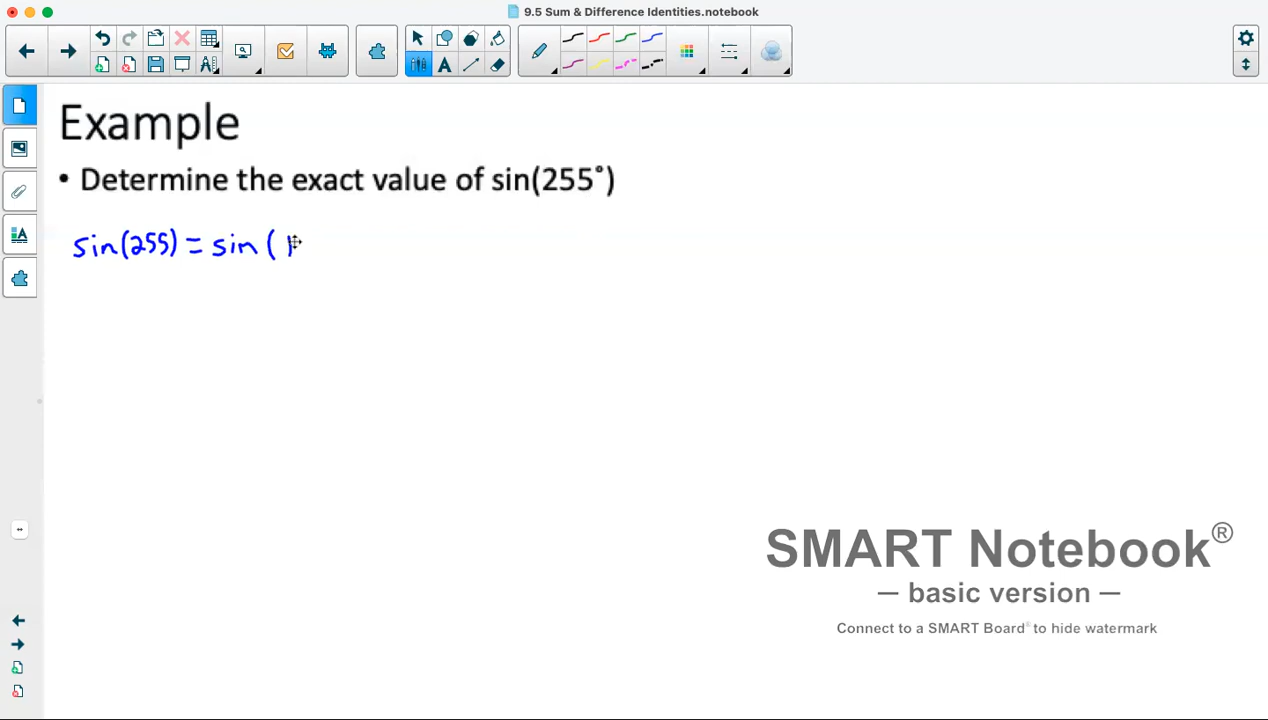 9.5 Sum & Difference Identities.notebook
Example
• Determine the exact value of sin(255°)
sin(255) = sin (
SMART Notebook®
— basic version —
Connect to a SMART Board® to hide watermark